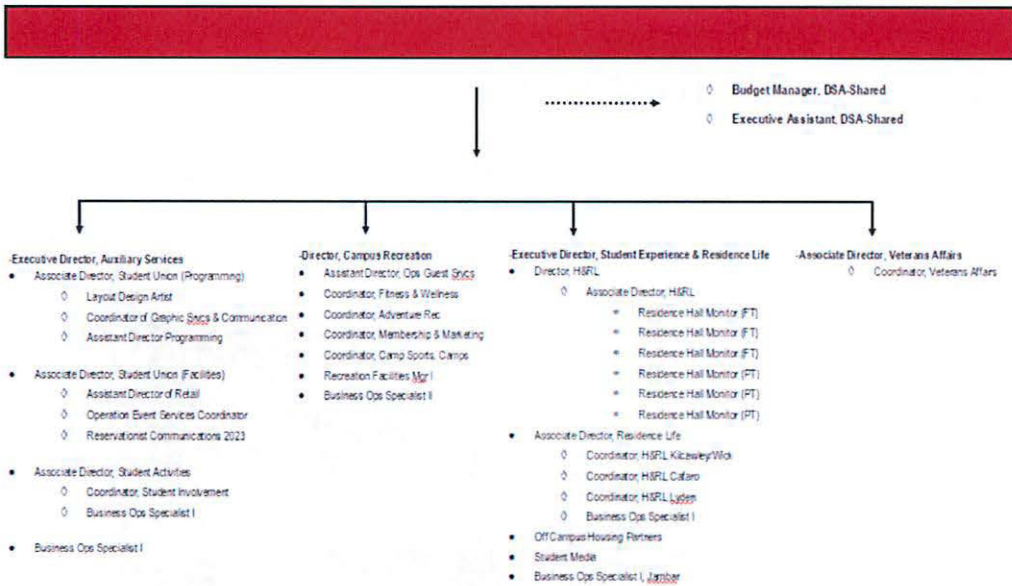 Budget Manager, DSA-Shared
Executive Assistant, DSA-Shared
-Executive Director, Auxiliary Services
Associate Director, Student Union (Programming)
Layout Design Artist
Coordinator of Graphic Srvcs & Communication
Assistant Director Programming
Associate Director, Student Union (Facilities)
Assistant Director of Retail
Operation Event Services Coordinator
Reservationist Communications 2023
Associate Director, Student Activities
Coordinator, Student Involvement
Business Ops Specialist I
Business Ops Specialist I
-Director, Campus Recreation
Assistant Director, Ops Guest Srvcs
Coordinator, Fitness & Wellness
Coordinator, Adventure Rec
Coordinator, Membership & Marketing
Coordinator, Camp Sports, Camps
Recreation Facilities Mgr I
Business Ops Specialist II
-Executive Director, Student Experience & Residence Life
Director, H&RL
Associate Director, H&RL
Residence Hall Monitor (FT)
Residence Hall Monitor (FT)
Residence Hall Monitor (FT)
Residence Hall Monitor (PT)
Residence Hall Monitor (PT)
Residence Hall Monitor (PT)
Associate Director, Residence Life
Coordinator, H&RL Kilcawley/Wick
Coordinator, H&RL Cafaro
Coordinator, H&RL Lyden
Business Ops Specialist I
Off Campus Housing Partners
Student Media
Business Ops Specialist I, Jambar
-Associate Director, Veterans Affairs
Coordinator, Veterans Affairs